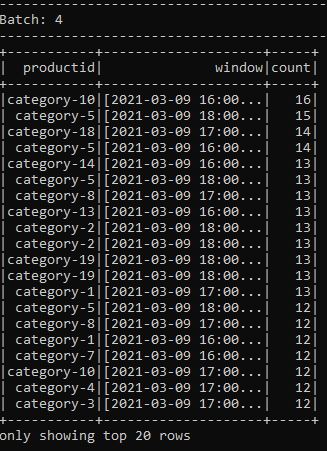 -------------------------------------------
Batch: 4
-------------------------------------------
+-----------+--------------------+-----+
|  productid|              window|count|
+-----------+--------------------+-----+
|category-10|[2021-03-09 16:00...|   16|
| category-5|[2021-03-09 18:00...|   15|
|category-18|[2021-03-09 17:00...|   14|
| category-5|[2021-03-09 16:00...|   14|
|category-14|[2021-03-09 16:00...|   13|
| category-5|[2021-03-09 18:00...|   13|
| category-8|[2021-03-09 17:00...|   13|
|category-13|[2021-03-09 16:00...|   13|
| category-2|[2021-03-09 18:00...|   13|
| category-2|[2021-03-09 18:00...|   13|
|category-19|[2021-03-09 18:00...|   13|
|category-19|[2021-03-09 18:00...|   13|
| category-1|[2021-03-09 17:00...|   13|
| category-5|[2021-03-09 18:00...|   12|
| category-8|[2021-03-09 17:00...|   12|
| category-1|[2021-03-09 16:00...|   12|
| category-7|[2021-03-09 16:00...|   12|
|category-10|[2021-03-09 17:00...|   12|
| category-4|[2021-03-09 17:00...|   12|
| category-3|[2021-03-09 17:00...|   12|
+-----------+--------------------+-----+
only showing top 20 rows